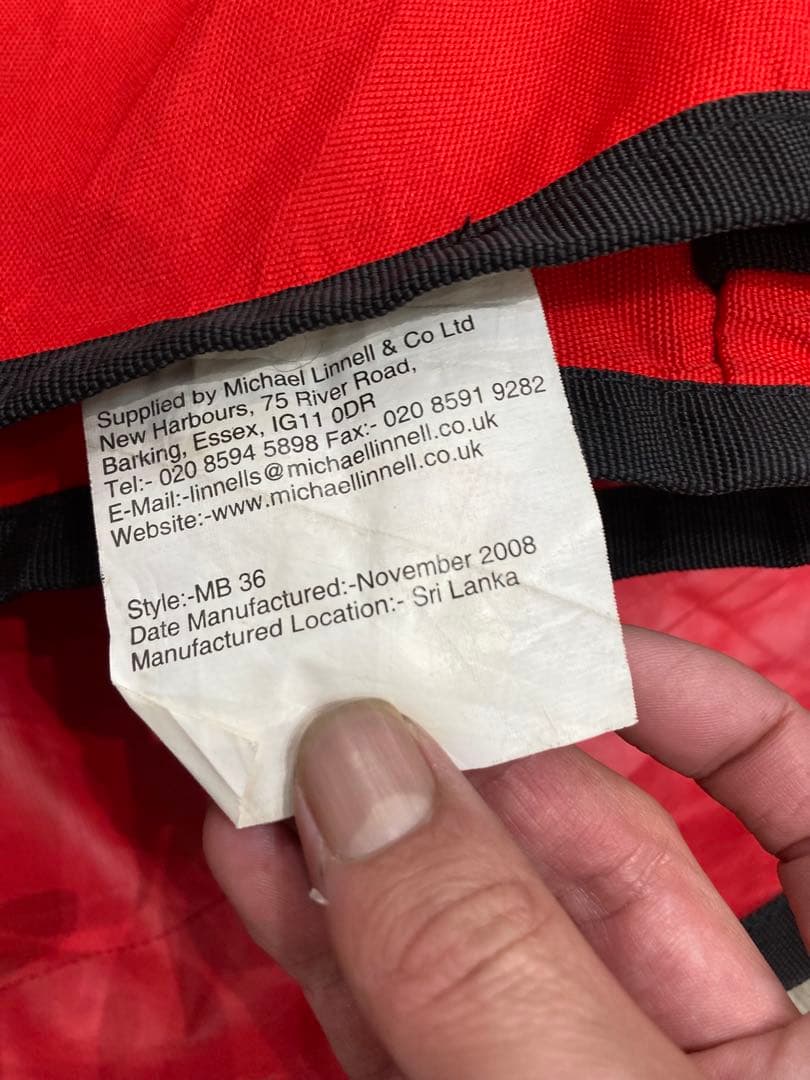 Supplied by Michael Linnell & Co Ltd
New Harbours, 75 River Road,
Barking, Essex, IG11 0DR
Tel:- 020 8594 5898 Fax:- 020 8591 9282
E-Mail:-linnells@michaellinnell.co.uk
Website:-www.michaellinnell.co.uk
Style:-MB 36
Date Manufactured:-November 2008
Manufactured Location:- Sri Lanka